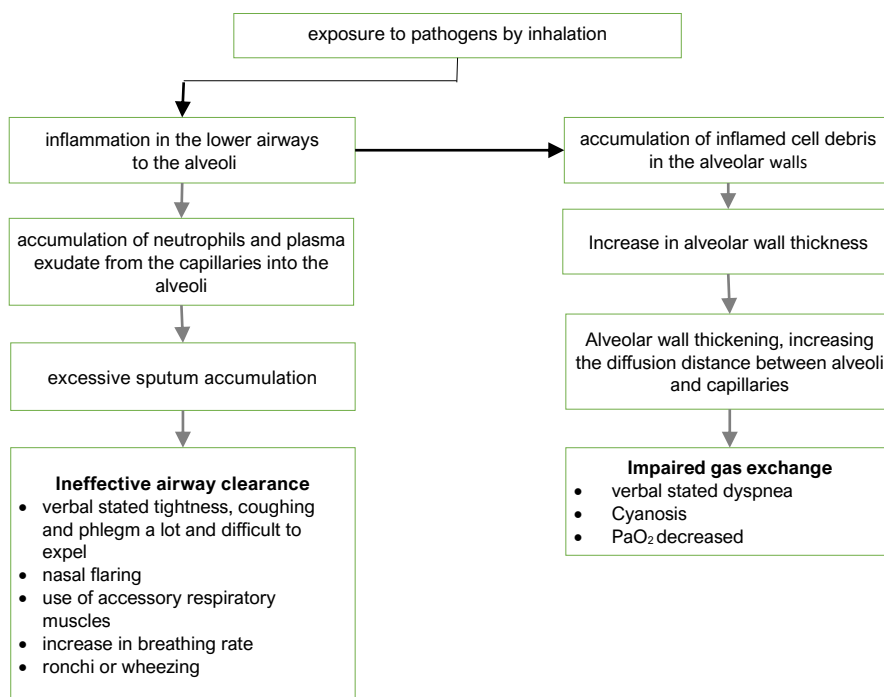 exposure to pathogens by inhalation
inflammation in the lower airways
to the alveoli
accumulation of neutrophils and plasma
exudate from the capillaries into the
alveoli
excessive sputum accumulation
Ineffective airway clearance
• verbal stated tightness, coughing
and phlegm a lot and difficult to
expel
• nasal flaring
• use of accessory respiratory
muscles
• increase in breathing rate
• ronchi or wheezing
accumulation of inflamed cell debris
in the alveolar walls
Increase in alveolar wall thickness
Alveolar wall thickening, increasing
the diffusion distance between alveoli
and capillaries
Impaired gas exchange
• verbal stated dyspnea
• Cyanosis
• PaO₂ decreased